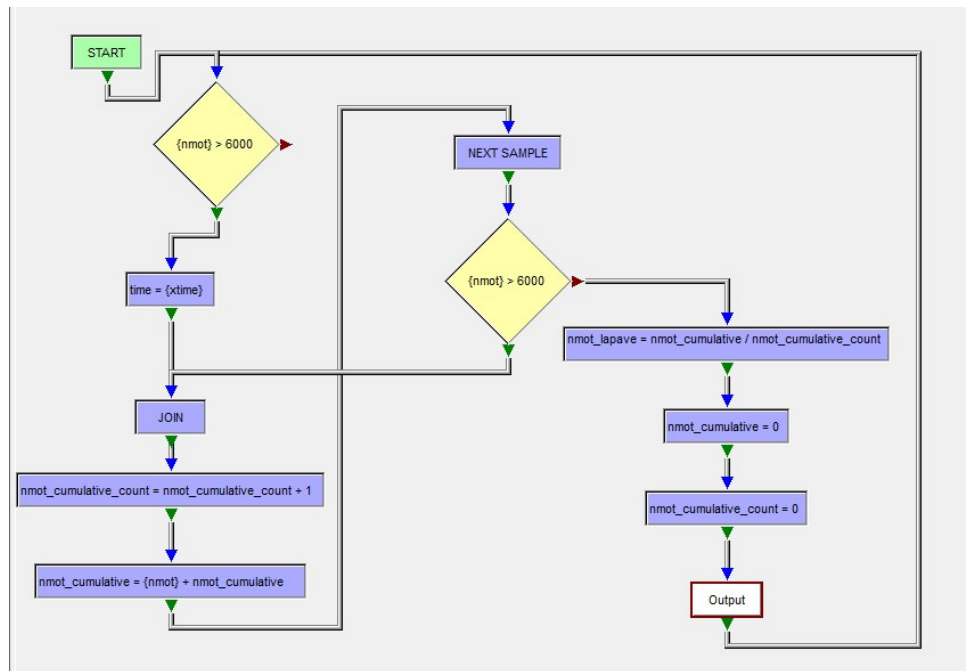 START
{nmot} > 6000
time = {xtime}
JOIN
nmot_cumulative_count = nmot_cumulative_count + 1
nmot_cumulative = {nmot} + nmot_cumulative
NEXT SAMPLE
{nmot} > 6000
nmot_lapave = nmot_cumulative / nmot_cumulative_count
nmot_cumulative = 0
nmot_cumulative_count = 0
Output